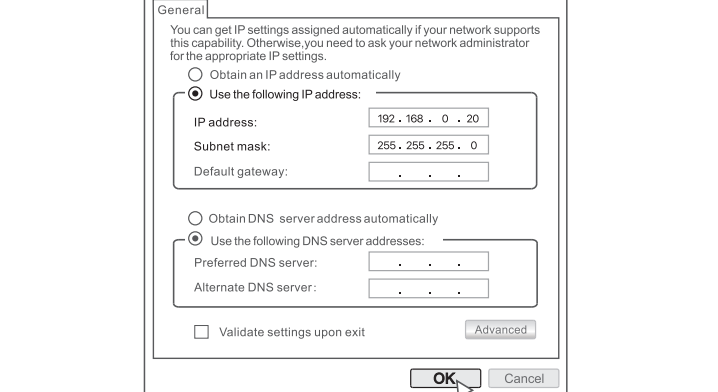 General
You can get IP settings assigned automatically if your network supports
this capability. Otherwise,you need to ask your network administrator
for the appropriate IP settings.
Obtain an IP address automatically
Use the following IP address:
IP address: 192 . 168 . 0 . 20
Subnet mask: 255 . 255 . 255 . 0
Default gateway: . . .
Obtain DNS server address automatically
Use the following DNS server addresses:
Preferred DNS server: . . .
Alternate DNS server: . . .
Validate settings upon exit Advanced
OK Cancel